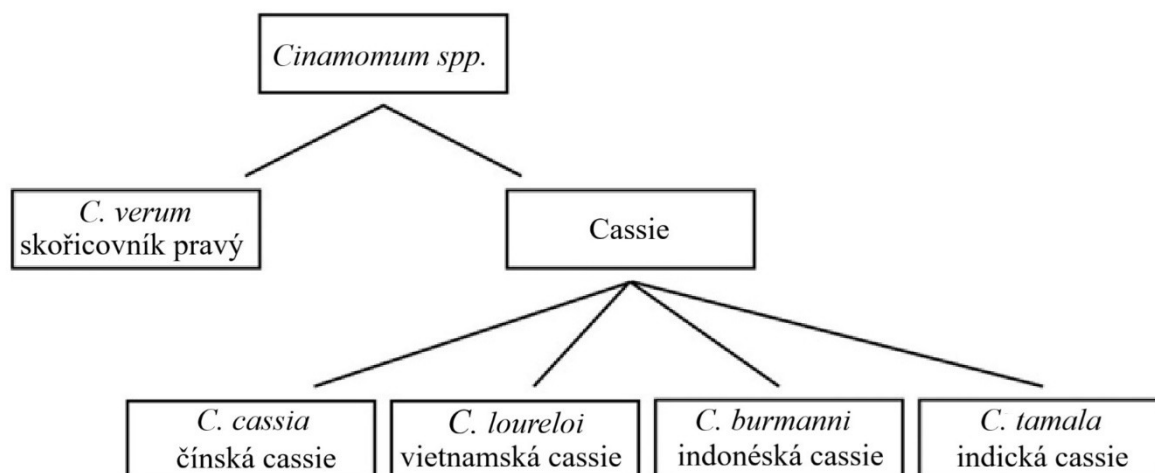 Cinamomum spp.
C. verum
skořicovník pravý
Cassie
C. cassia
čínská cassie
C. loureloi
vietnamská cassie
C. burmanni
indonéská cassie
C. tamala
indická cassie